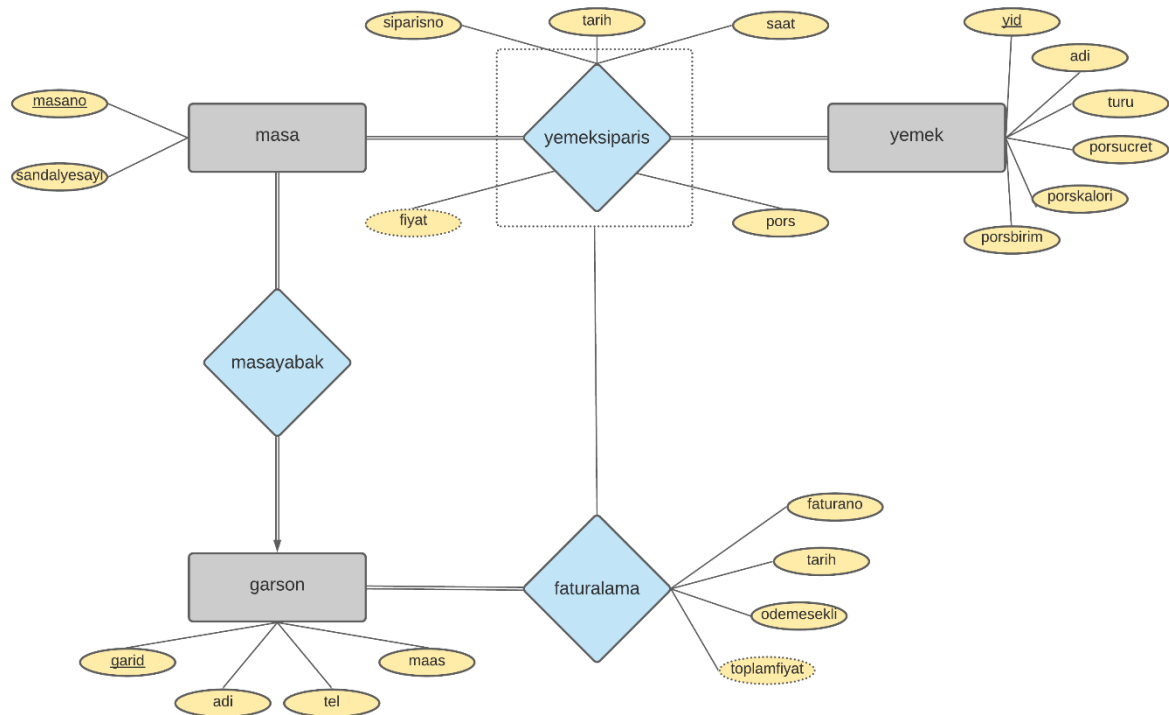 siparisno
tarih
saat
yid
adi
masano
turu
masa
yemeksiparis
yemek
porsucret
sandalyesayi
porskalori
fiyat
pors
porsbirim
masayabak
faturano
tarih
garson
faturalama
odemesekli
garid
maas
toplamfiyat
adi
tel